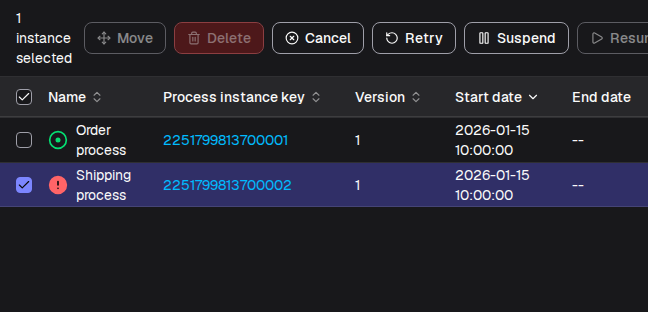 1
instance
selected
Move
Delete
Cancel
Retry
Suspend
Name
Process instance key
Version
Start date
End date
Order
process
2251799813700001
1
2026-01-15
10:00:00
--
Shipping
process
2251799813700002
1
2026-01-15
10:00:00
--